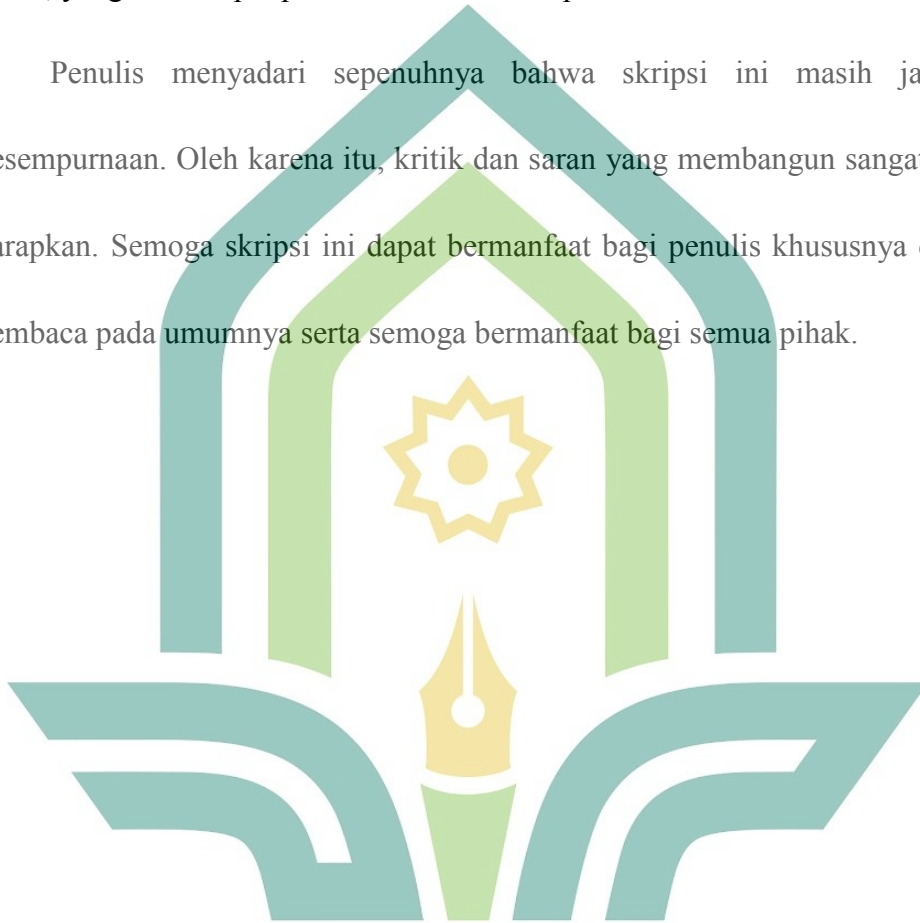 Penulis menyadari sepenuhnya bahwa skripsi ini masih ja
esempurnaan. Oleh karena itu, kritik dan saran yang membangun sangat
arapkan. Semoga skripsi ini dapat bermanfaat bagi penulis khususnya
embaca pada umumnya serta semoga bermanfaat bagi semua pihak.